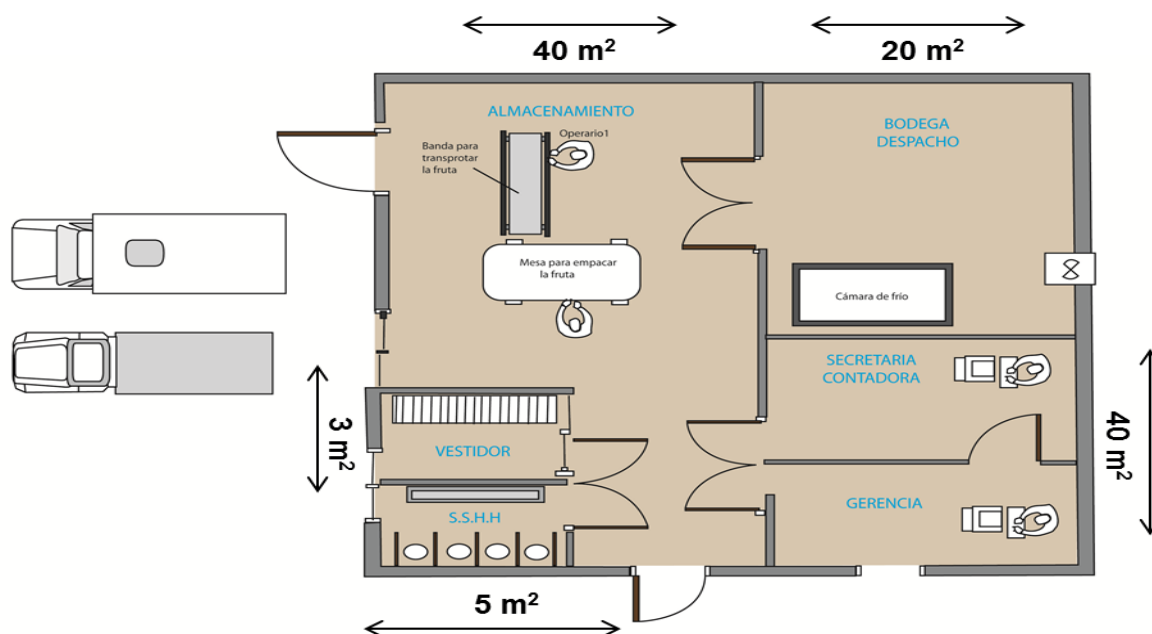 40 m²
20 m²
ALMACENAMIENTO
Operario1
Banda para
transprotar
la fruta
BODEGA
DESPACHO
Mesa para empacar
la fruta
Cámara de frío
SECRETARIA
CONTADORA
3 m²
40 m²
VESTIDOR
S.S.H.H
GERENCIA
5 m²